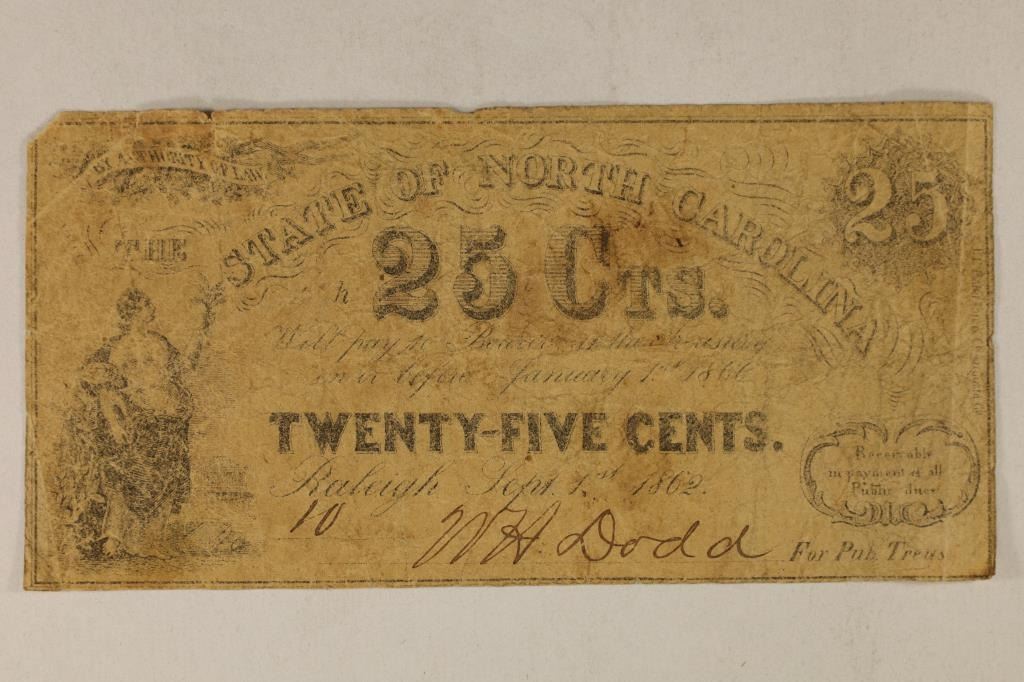 BY AUTHORITY OF LAW
THE
STATE OF NORTH CAROLINA
25
h
25 CTS.
Will pay to Bearer at the Treasury
on or before January 1st 1866
TWENTY-FIVE CENTS.
Raleigh Sept. 1st 1862.
Receivable
in payment of all
Public dues
10
W H. Dodd
For Pub. Treas